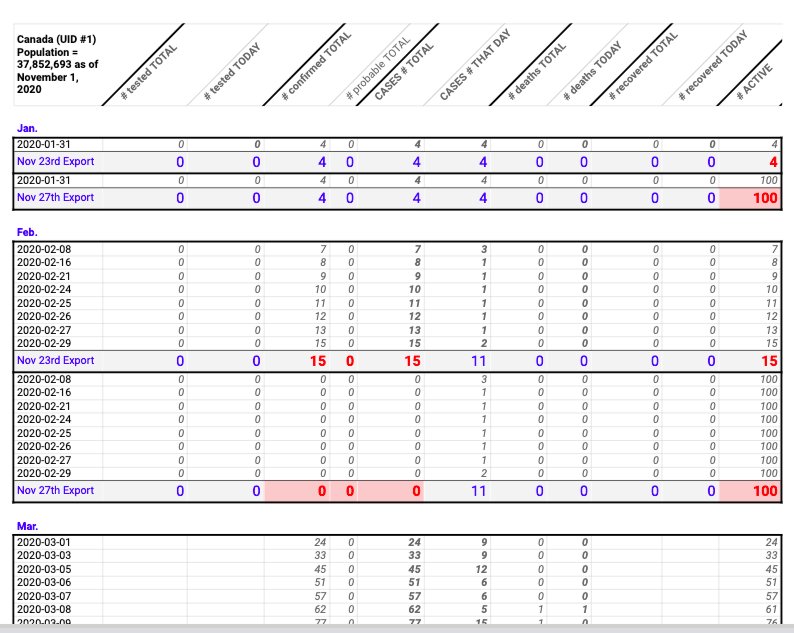 Canada (UID #1)
Population =
37,852,693 as of
November 1,
2020
# tested TOTAL
# tested TODAY
# confirmed TOTAL
# probable TOTAL
CASES # TOTAL
CASES # THAT DAY
# deaths TOTAL
# deaths TODAY
# recovered TOTAL
# recovered TODAY
# ACTIVE
Jan.
2020-01-31 0 0 4 0 4 4 0 0 0 0 4
Nov 23rd Export 0 0 4 0 4 4 0 0 0 0 4
2020-01-31 0 0 4 0 4 4 0 0 0 0 100
Nov 27th Export 0 0 4 0 4 4 0 0 0 0 100
Feb.
2020-02-08 0 0 7 0 7 3 0 0 0 0 7
2020-02-16 0 0 8 0 8 1 0 0 0 0 8
2020-02-21 0 0 9 0 9 1 0 0 0 0 9
2020-02-24 0 0 10 0 10 1 0 0 0 0 10
2020-02-25 0 0 11 0 11 1 0 0 0 0 11
2020-02-26 0 0 12 0 12 1 0 0 0 0 12
2020-02-27 0 0 13 0 13 1 0 0 0 0 13
2020-02-29 0 0 15 0 15 2 0 0 0 0 15
Nov 23rd Export 0 0 15 0 15 11 0 0 0 0 15
2020-02-08 0 0 0 0 0 3 0 0 0 0 100
2020-02-16 0 0 0 0 0 1 0 0 0 0 100
2020-02-21 0 0 0 0 0 1 0 0 0 0 100
2020-02-24 0 0 0 0 0 1 0 0 0 0 100
2020-02-25 0 0 0 0 0 1 0 0 0 0 100
2020-02-26 0 0 0 0 0 1 0 0 0 0 100
2020-02-27 0 0 0 0 0 1 0 0 0 0 100
2020-02-29 0 0 0 0 0 2 0 0 0 0 100
Nov 27th Export 0 0 0 0 0 11 0 0 0 0 100
Mar.
2020-03-01 24 0 24 9 0 0 24
2020-03-03 33 0 33 9 0 0 33
2020-03-05 45 0 45 12 0 0 45
2020-03-06 51 0 51 6 0 0 51
2020-03-07 57 0 57 6 0 0 57
2020-03-08 62 0 62 5 1 1 61
2020-03-09 77 0 77 15 1 0 76